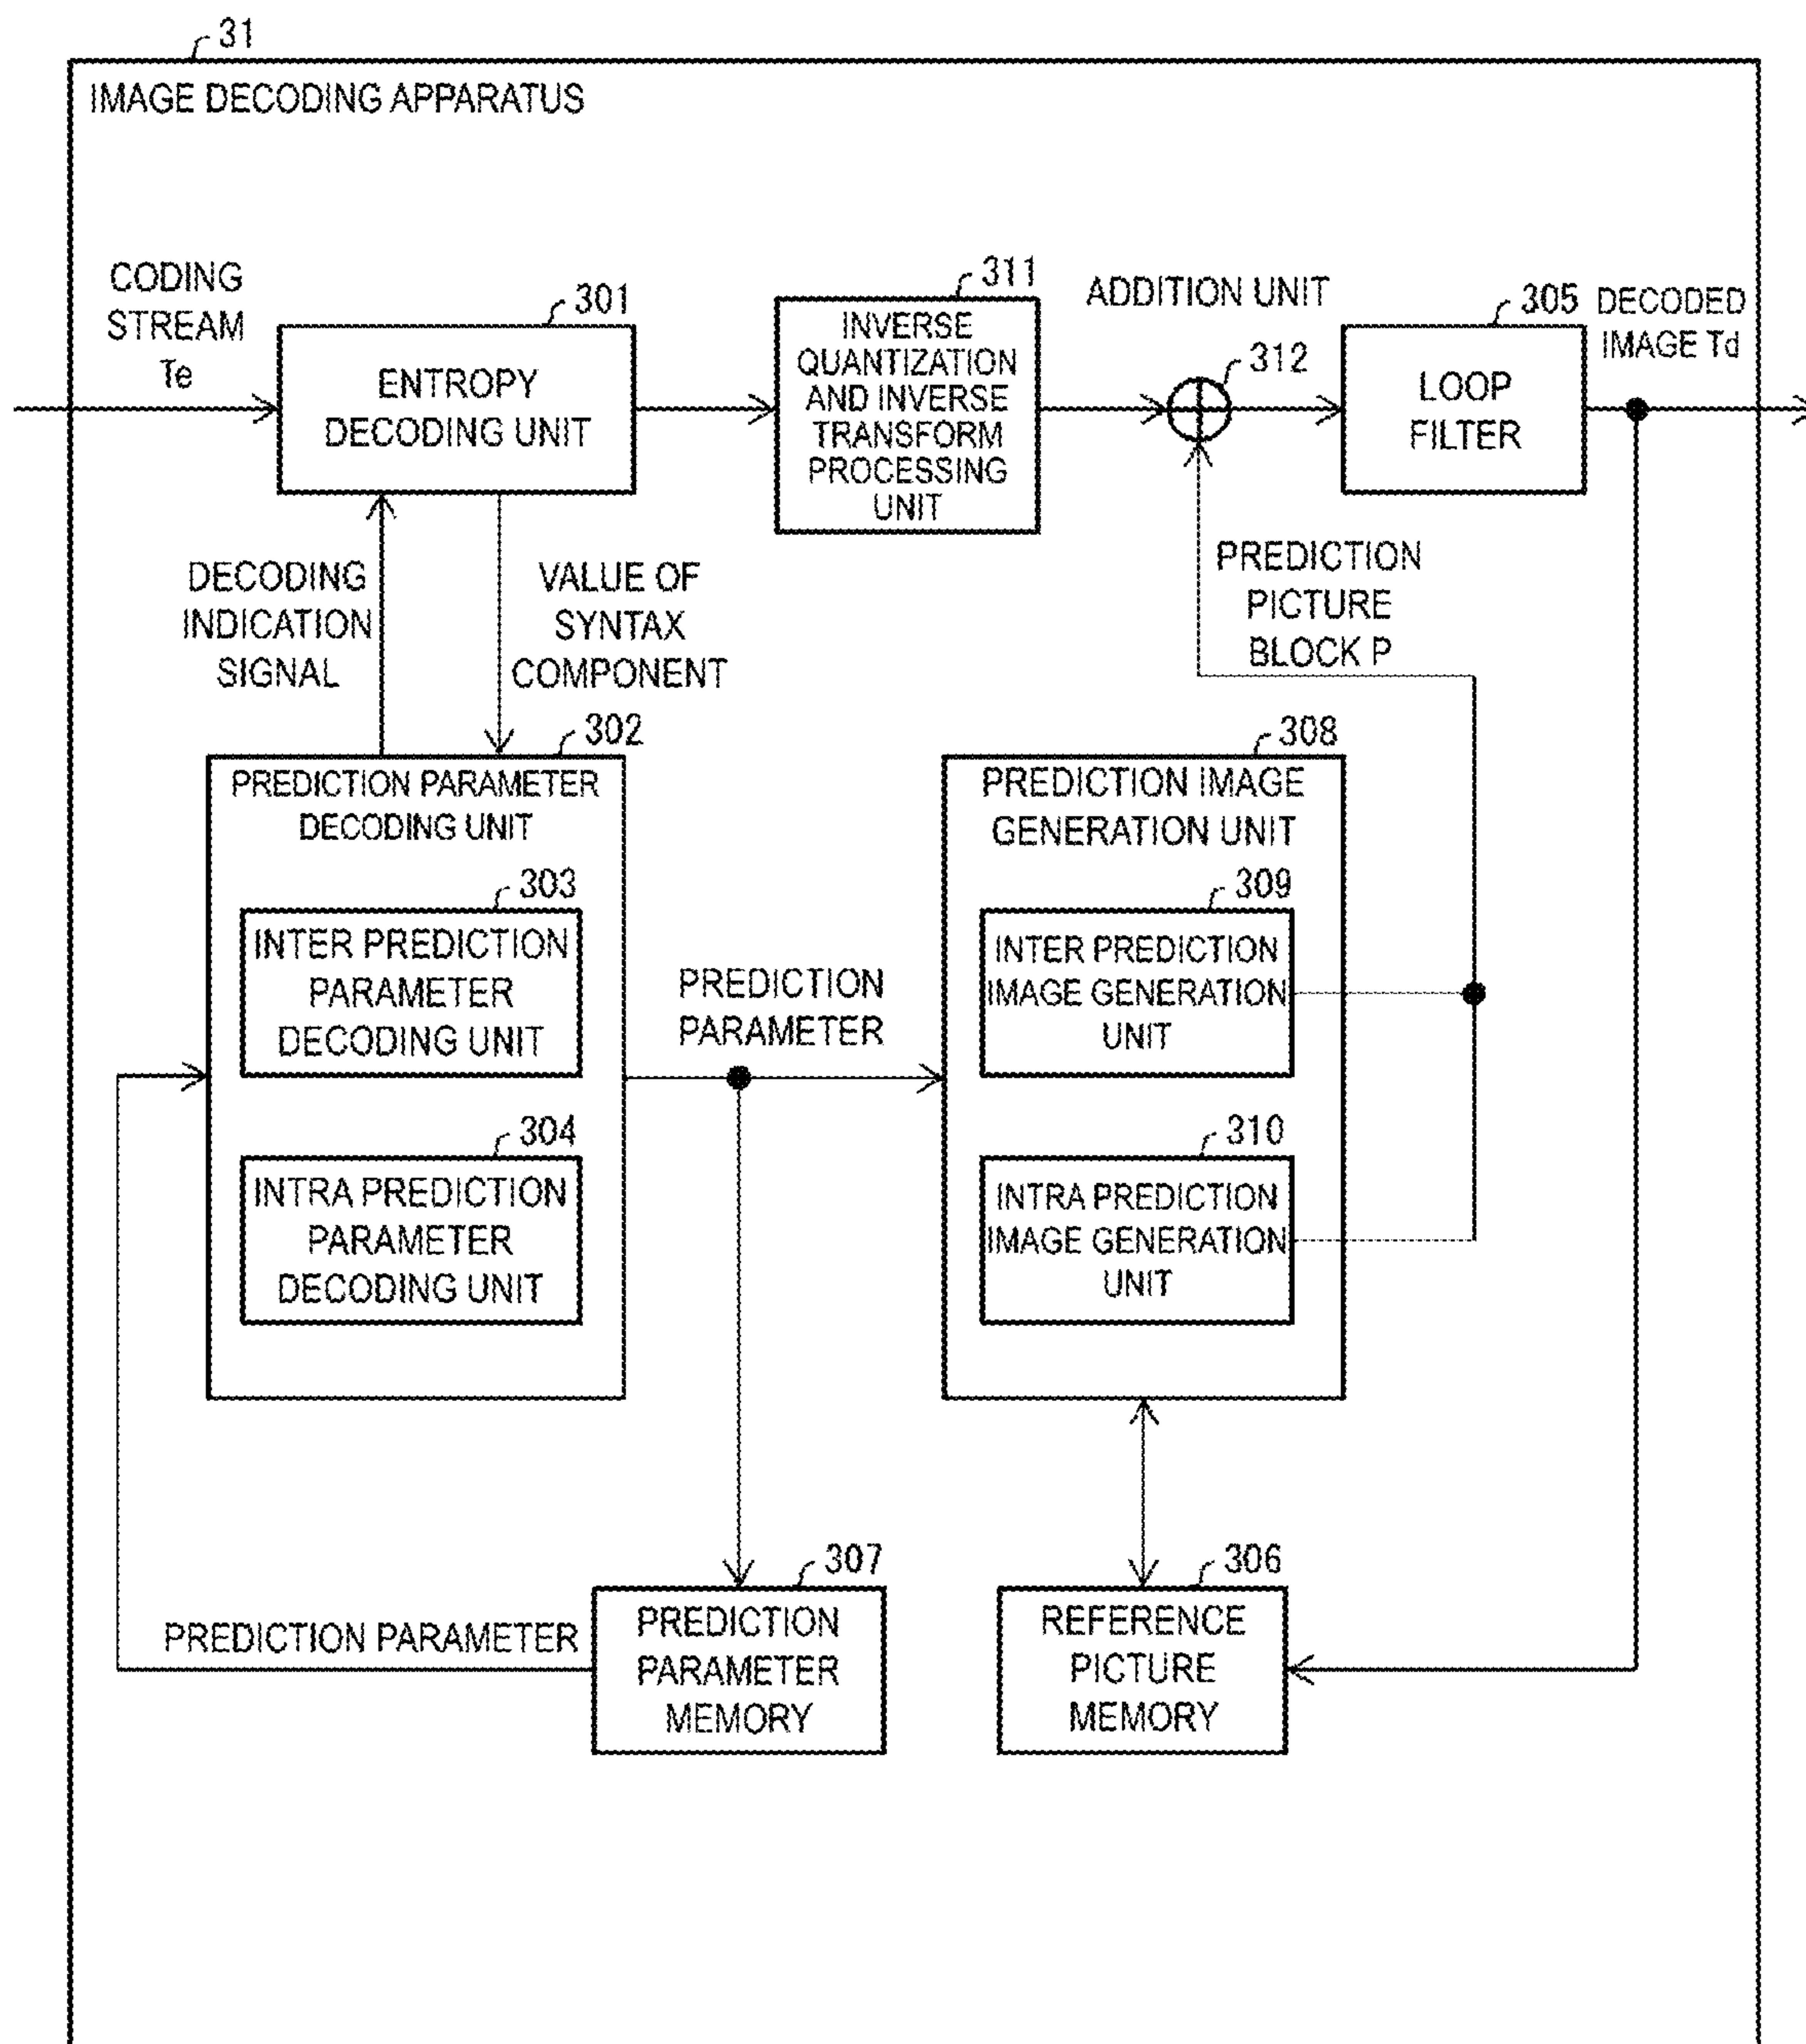 31
IMAGE DECODING APPARATUS
CODING
STREAM
Te
301
ENTROPY
DECODING UNIT
311
INVERSE
QUANTIZATION
AND INVERSE
TRANSFORM
PROCESSING
UNIT
ADDITION UNIT
312
305
LOOP
FILTER
DECODED
IMAGE Td
DECODING
INDICATION
SIGNAL
VALUE OF
SYNTAX
COMPONENT
PREDICTION
PICTURE
BLOCK P
302
PREDICTION PARAMETER
DECODING UNIT
303
INTER PREDICTION
PARAMETER
DECODING UNIT
304
INTRA PREDICTION
PARAMETER
DECODING UNIT
PREDICTION
PARAMETER
308
PREDICTION IMAGE
GENERATION UNIT
309
INTER PREDICTION
IMAGE GENERATION
UNIT
310
INTRA PREDICTION
IMAGE GENERATION
UNIT
PREDICTION PARAMETER
307
PREDICTION
PARAMETER
MEMORY
306
REFERENCE
PICTURE
MEMORY